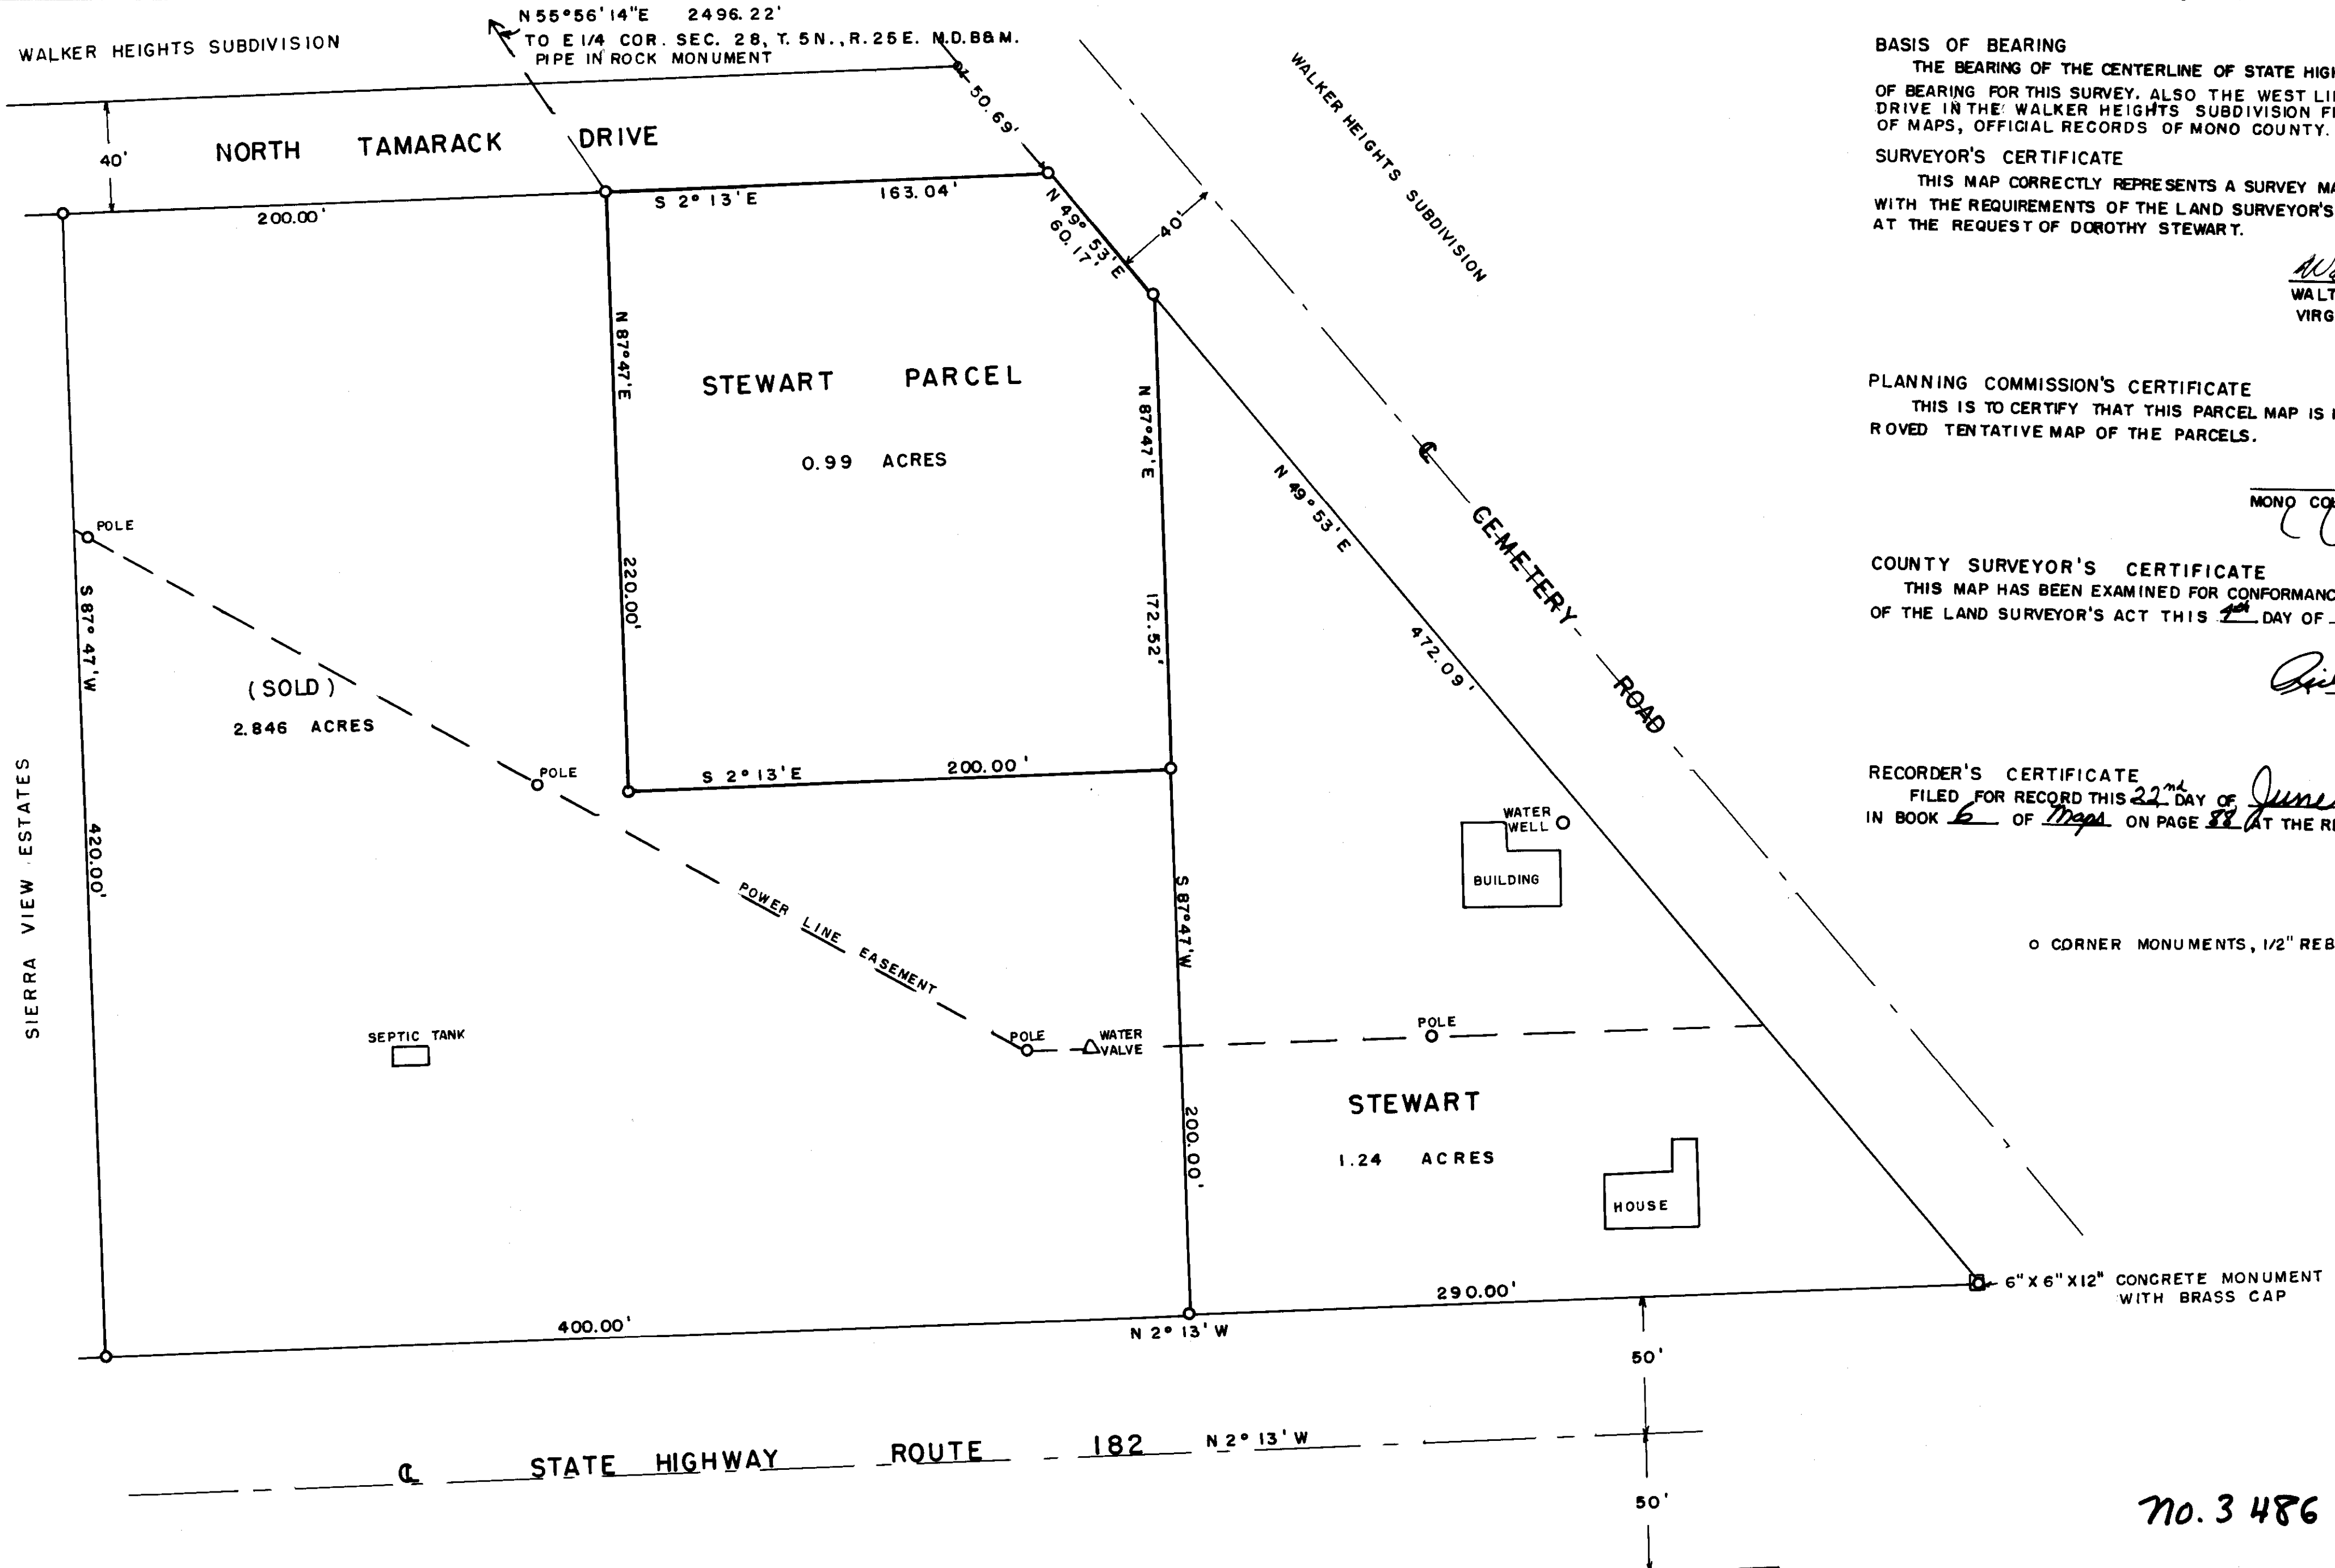 N 55° 56' 14" E 2496.22'
TO E 1/4 COR. SEC. 28, T. 5 N., R. 25 E. M.D.B&M.
PIPE IN ROCK MONUMENT
WALKER HEIGHTS SUBDIVISION
40'
NORTH TAMARACK DRIVE
50.69'
WALKER HEIGHTS SUBDIVISION
200.00'
S 2° 13' E 163.04'
N 49° 53' E
60.17'
40'
N 87° 47' E
220.00'
STEWART PARCEL
0.99 ACRES
N 87° 47' E
172.52'
S 2° 13' E 200.00'
N 49° 53' E
472.09'
℄ CEMETERY ROAD
POLE
S 87° 47' W
420.00'
SIERRA VIEW ESTATES
(SOLD)
2.846 ACRES
POLE
POWER LINE EASEMENT
SEPTIC TANK
POLE
WATER
VALVE
S 87° 47' W
200.00'
WATER
WELL
BUILDING
POLE
STEWART
1.24 ACRES
HOUSE
400.00'
N 2° 13' W
290.00'
6" X 6" X 12" CONCRETE MONUMENT
WITH BRASS CAP
50'
℄ STATE HIGHWAY ROUTE 182 N 2° 13' W
50'
BASIS OF BEARING
THE BEARING OF THE CENTERLINE OF STATE HIGH
OF BEARING FOR THIS SURVEY. ALSO THE WEST LI
DRIVE IN THE WALKER HEIGHTS SUBDIVISION F
OF MAPS, OFFICIAL RECORDS OF MONO COUNTY.
SURVEYOR'S CERTIFICATE
THIS MAP CORRECTLY REPRESENTS A SURVEY MA
WITH THE REQUIREMENTS OF THE LAND SURVEYOR'S
AT THE REQUEST OF DOROTHY STEWART.
WALT
VIRG
PLANNING COMMISSION'S CERTIFICATE
THIS IS TO CERTIFY THAT THIS PARCEL MAP IS
ROVED TENTATIVE MAP OF THE PARCELS.
MONO COU
COUNTY SURVEYOR'S CERTIFICATE
THIS MAP HAS BEEN EXAMINED FOR CONFORMANC
OF THE LAND SURVEYOR'S ACT THIS DAY OF
RECORDER'S CERTIFICATE
FILED FOR RECORD THIS 22nd DAY OF June
IN BOOK 6 OF Maps ON PAGE 88 AT THE RE
o CORNER MONUMENTS, 1/2" REB
No. 3 486